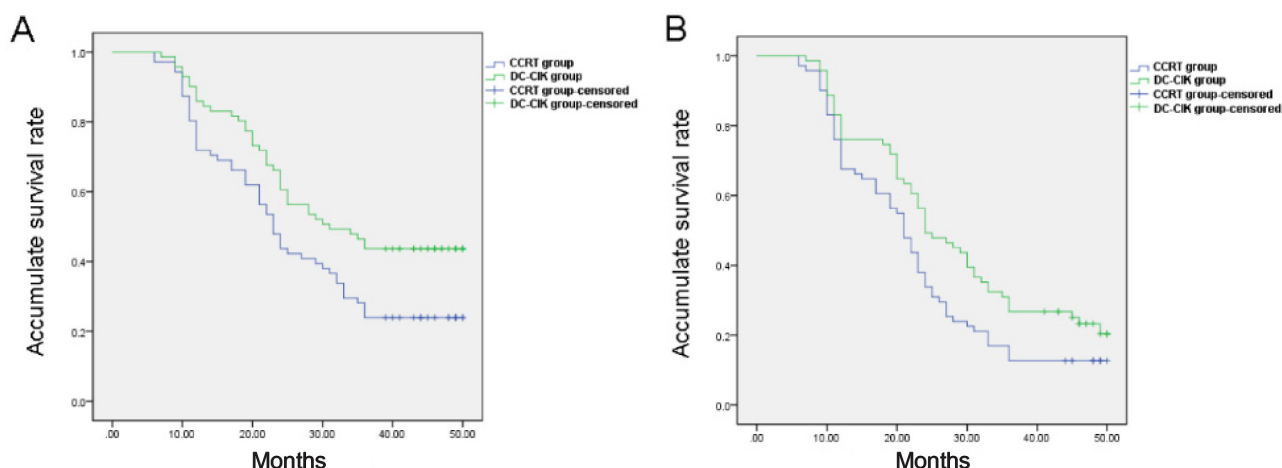 A
Accumulate survival rate
1.0
0.8
0.6
0.4
0.2
0.0
.00 10.00 20.00 30.00 40.00 50.00
Months
CCRT group
DC-CIK group
CCRT group-censored
DC-CIK group-censored
B
Accumulate survival rate
1.0
0.8
0.6
0.4
0.2
0.0
.00 10.00 20.00 30.00 40.00 50.00
Months
CCRT group
DC-CIK group
CCRT group-censored
DC-CIK group-censored